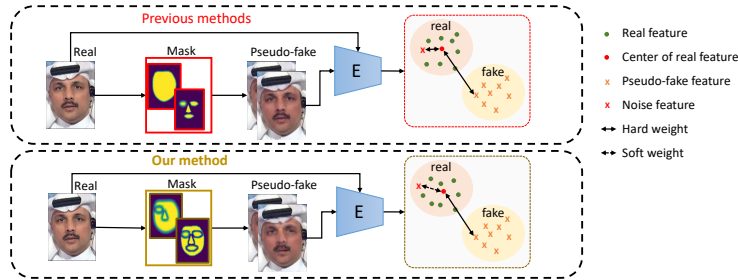 Previous methods
Real
Mask
Pseudo-fake
E
real
x
fake
x x x x x x x
Real feature
Center of real feature
x Pseudo-fake feature
x Noise feature
Hard weight
Soft weight
Our method
Real
Mask
Pseudo-fake
E
real
x
fake
x x x x x x x